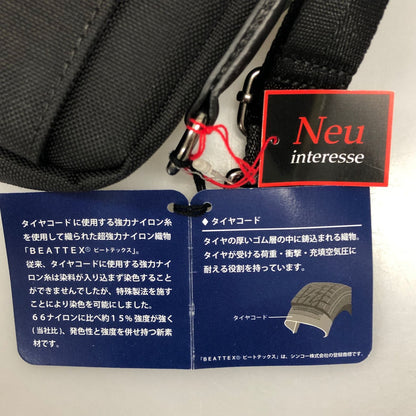 Neu
interesse
タイヤコードに使用する強力ナイロン糸
を使用して織られた超強力ナイロン織物
「BEATTEX® ビートテックス」。
従来、タイヤコードに使用する強力ナイ
ロン糸は染料が入り込まず染色すること
ができませんでしたが、特殊製法を施す
ことにより染色を可能にしました。
６６ナイロンに比べ約１５％強度が強く
(当社比)、発色性と強度を併せ持つ新素
材です。
◆ タイヤコード
タイヤの厚いゴム層の中に鋳込まれる織物。
タイヤが受ける荷重・衝撃・充填空気圧に
耐える役割を持っています。
タイヤコード
「BEATTEX® ビートテックス」は、シンコー株式会社の登録商標です。